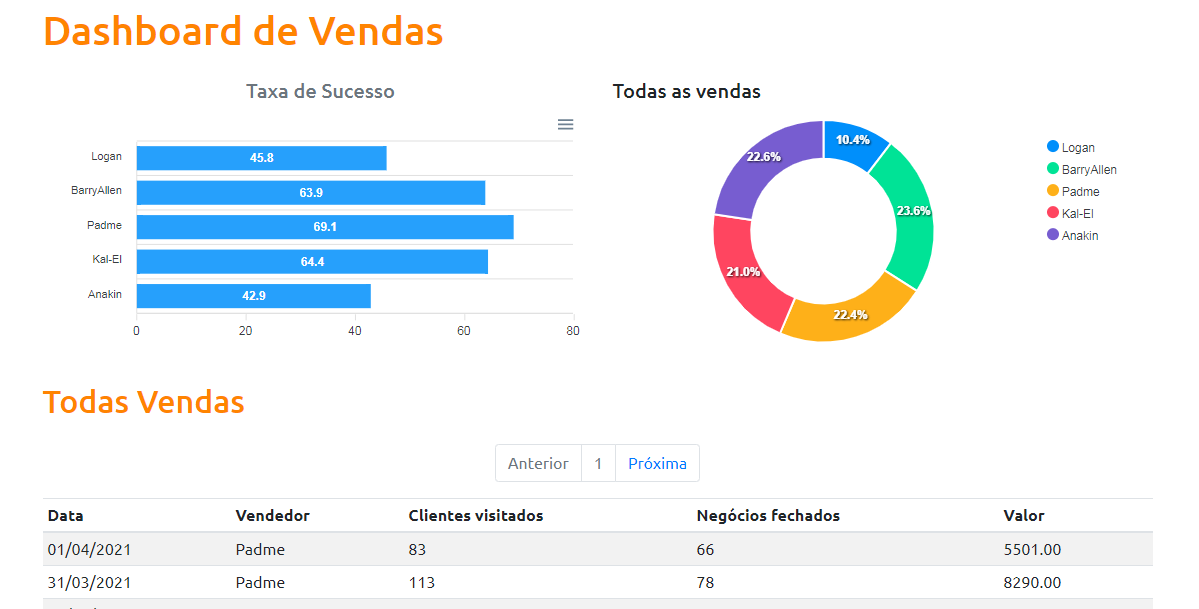 Dashboard de Vendas
Taxa de Sucesso
Logan
45.8
BarryAllen
63.9
Padme
69.1
Kal-El
64.4
Anakin
42.9
0 20 40 60 80
Todas as vendas
10.4%
23.6%
22.4%
21.0%
22.6%
Logan
BarryAllen
Padme
Kal-El
Anakin
Todas Vendas
Anterior 1 Próxima
Data Vendedor Clientes visitados Negócios fechados Valor
01/04/2021 Padme 83 66 5501.00
31/03/2021 Padme 113 78 8290.00